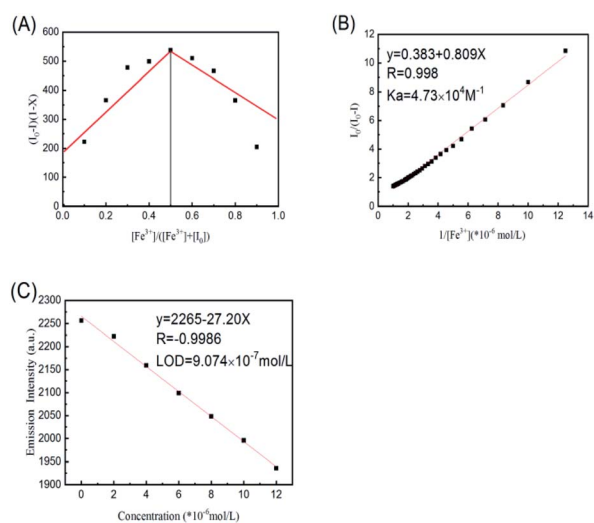 (A)
600
500
400
300
200
100
0
(I₀-I)(1-X)
0.0 0.2 0.4 0.6 0.8 1.0
[Fe³⁺]/([Fe³⁺]+[I₀])
(B)
y=0.383+0.809X
R=0.998
Ka=4.73×10⁴M⁻¹
12
10
8
6
4
2
0
I₀/(I₀-I)
0 2 4 6 8 10 12 14
1/[Fe³⁺](*10⁻⁶ mol/L)
(C)
y=2265-27.20X
R=-0.9986
LOD=9.074×10⁻⁷mol/L
2300
2250
2200
2150
2100
2050
2000
1950
1900
Emission Intensity (a.u.)
0 2 4 6 8 10 12
Concentration (*10⁻⁶mol/L)